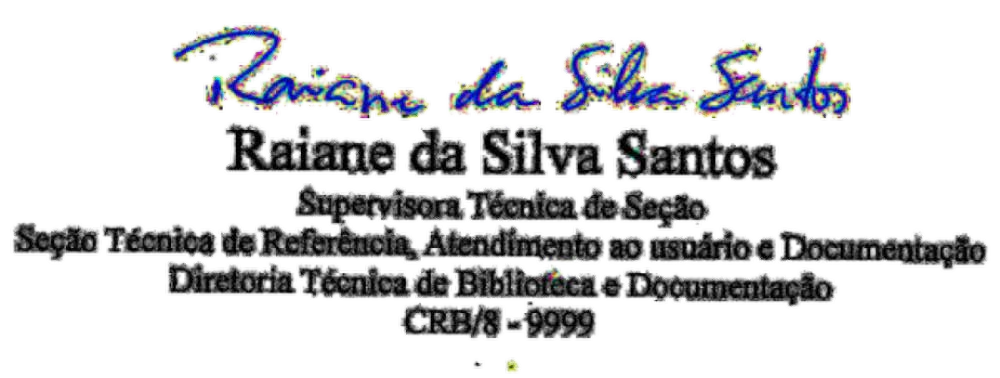 Raiane da Silva Santos
Raiane da Silva Santos
Supervisora Técnica de Seção
Seção Técnica de Referência, Atendimento ao usuário e Documentação
Diretoria Técnica de Biblioteca e Documentação
CRB/8 - 9999